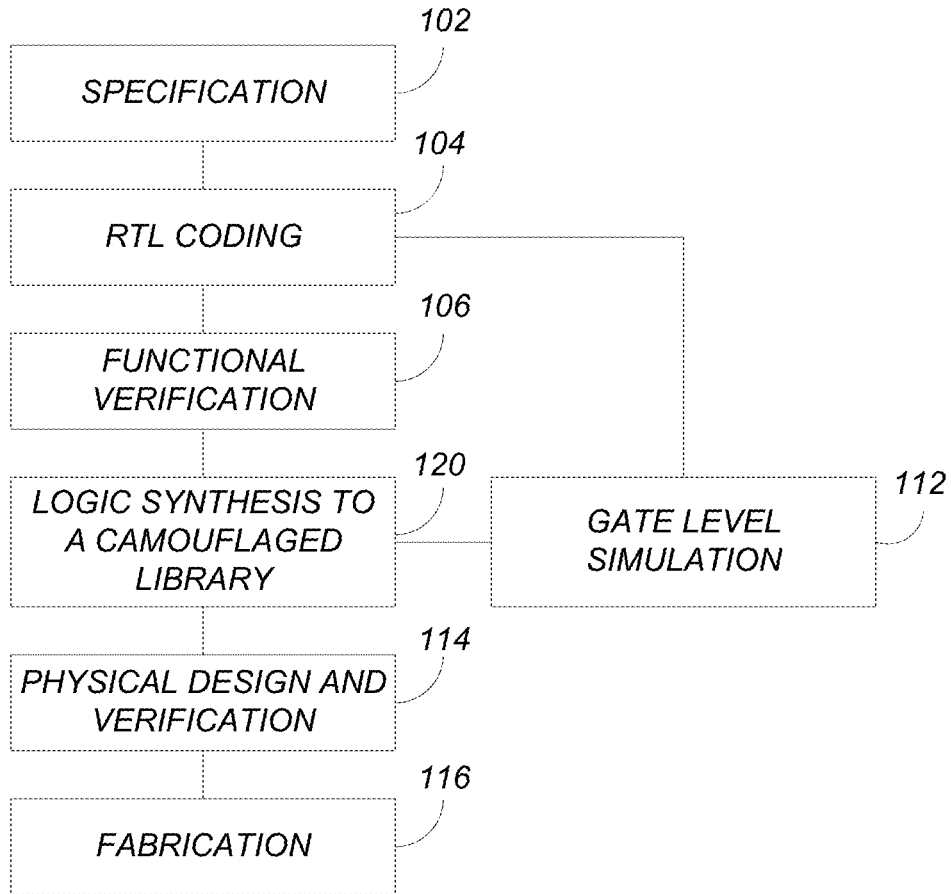 102
SPECIFICATION
104
RTL CODING
106
FUNCTIONAL
VERIFICATION
120
LOGIC SYNTHESIS TO
A CAMOUFLAGED
LIBRARY
112
GATE LEVEL
SIMULATION
114
PHYSICAL DESIGN AND
VERIFICATION
116
FABRICATION